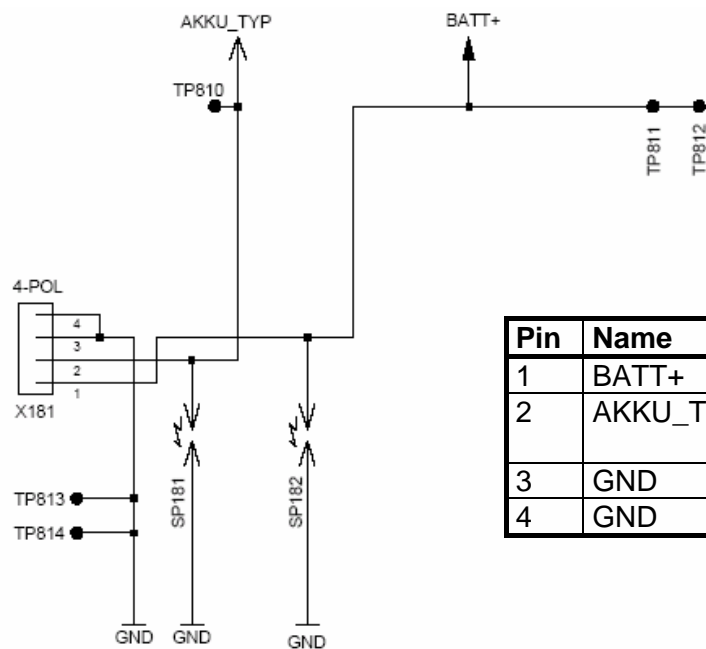 AKKU_TYP
BATT+
TP810
TP811
TP812
4-POL
4
3
2
1
X181
TP813
TP814
SP181
SP182
GND
GND
GND
Pin Name
1 BATT+
2 AKKU_T
3 GND
4 GND